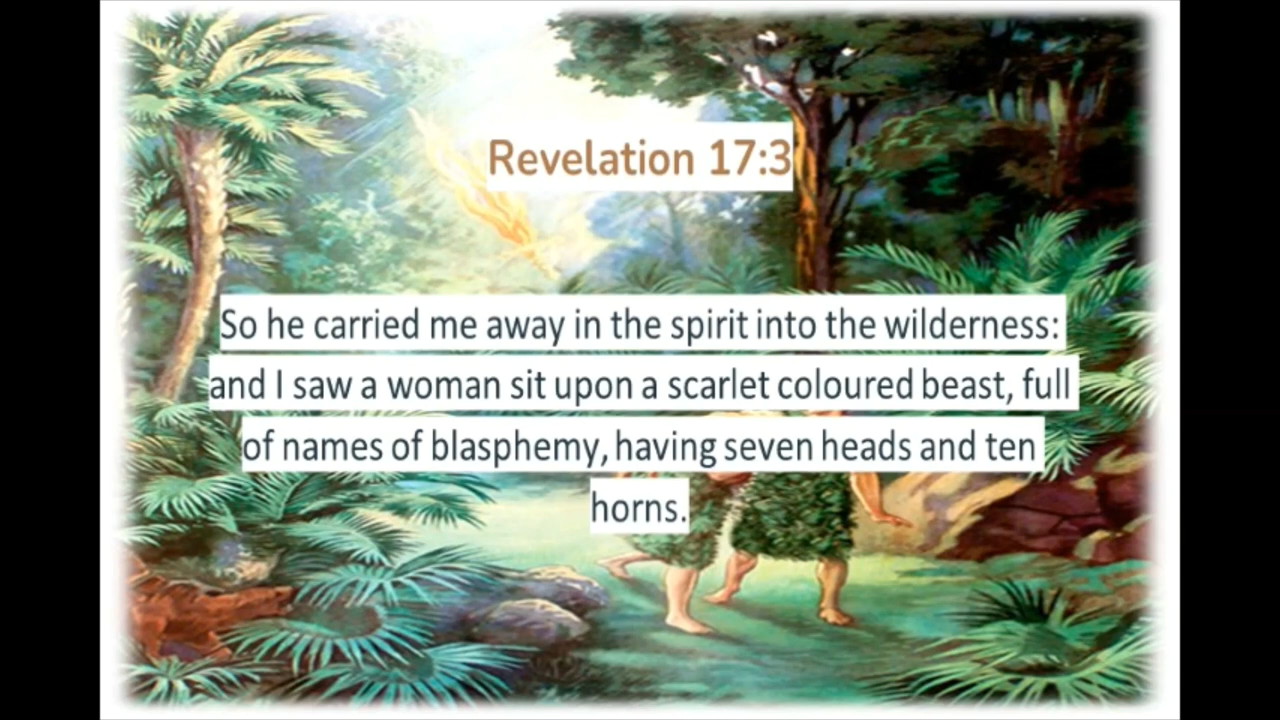 Revelation 17:3
So he carried me away in the spirit into the wilderness:
and I saw a woman sit upon a scarlet coloured beast, full
of names of blasphemy, having seven heads and ten
horns.